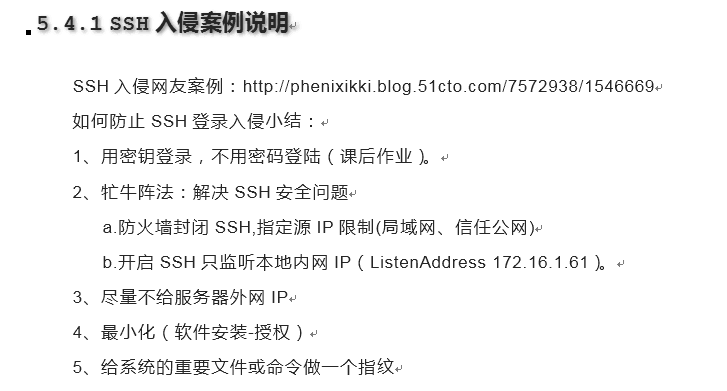 5.4.1 SSH 入侵案例说明
SSH 入侵网友案例：http://phenixikki.blog.51cto.com/7572938/1546669
如何防止 SSH 登录入侵小结：
1、用密钥登录，不用密码登陆（课后作业）。
2、牤牛阵法：解决 SSH 安全问题
a.防火墙封闭 SSH,指定源 IP 限制(局域网、信任公网)
b.开启 SSH 只监听本地内网 IP（ListenAddress 172.16.1.61）。
3、尽量不给服务器外网 IP
4、最小化（软件安装-授权）
5、给系统的重要文件或命令做一个指纹